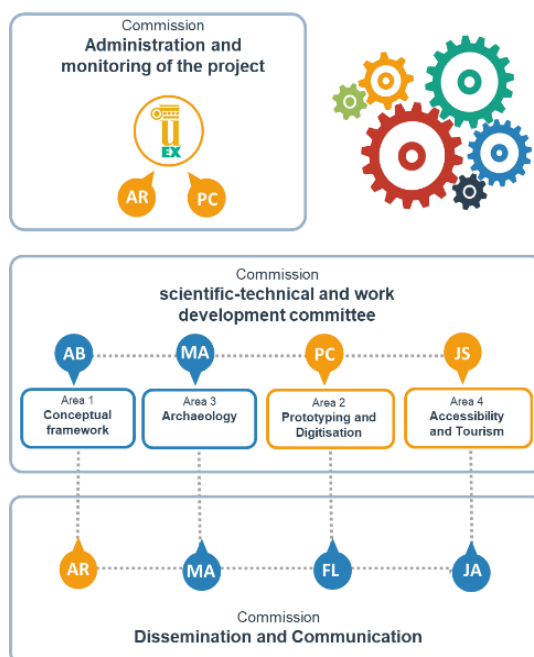 Commission
Administration and
monitoring of the project
u
EX
AR
PC
Commission
scientific-technical and work
development committee
AB
MA
PC
JS
Area 1
Conceptual
framework
Area 3
Archaeology
Area 2
Prototyping and
Digitisation
Area 4
Accessibility
and Tourism
AR
MA
FL
JA
Commission
Dissemination and Communication